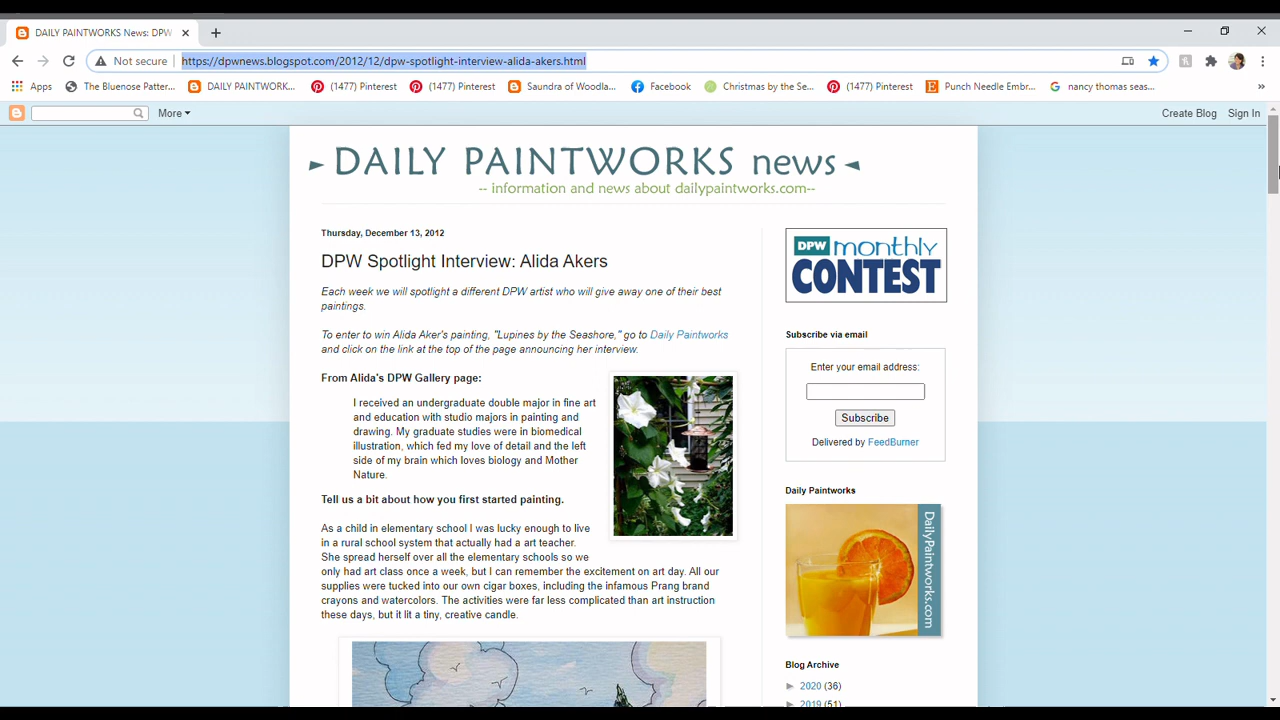 DAILY PAINTWORKS News: DPW
Not secure
https://dpwnews.blogspot.com/2012/12/dpw-spotlight-interview-alida-akers.html
Apps
The Bluenose Patter...
DAILY PAINTWORK...
(1477) Pinterest
(1477) Pinterest
Saundra of Woodla...
Facebook
Christmas by the Se...
(1477) Pinterest
Punch Needle Embr...
nancy thomas seas...
More
Create Blog
Sign In
DAILY PAINTWORKS news
-- information and news about dailypaintworks.com--
Thursday, December 13, 2012
DPW Spotlight Interview: Alida Akers
Each week we will spotlight a different DPW artist who will give away one of their best
paintings.
To enter to win Alida Aker's painting, "Lupines by the Seashore," go to Daily Paintworks
and click on the link at the top of the page announcing her interview.
From Alida's DPW Gallery page:
I received an undergraduate double major in fine art
and education with studio majors in painting and
drawing. My graduate studies were in biomedical
illustration, which fed my love of detail and the left
side of my brain which loves biology and Mother
Nature.
Tell us a bit about how you first started painting.
As a child in elementary school I was lucky enough to live
in a rural school system that actually had a art teacher.
She spread herself over all the elementary schools so we
only had art class once a week, but I can remember the excitement on art day. All our
supplies were tucked into our own cigar boxes, including the infamous Prang brand
crayons and watercolors. The activities were far less complicated than art instruction
these days, but it lit a tiny, creative candle.
DPW monthly
CONTEST
Subscribe via email
Enter your email address:
Subscribe
Delivered by FeedBurner
Daily Paintworks
DailyPaintworks.com
Blog Archive
► 2020 (36)
► 2019 (51)